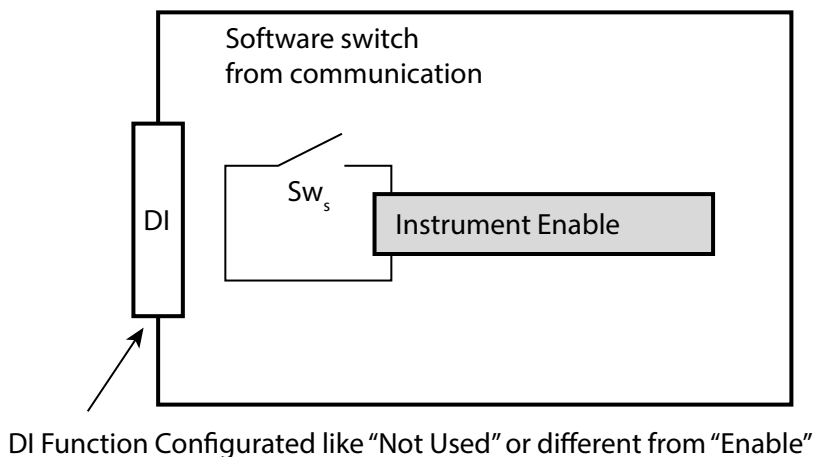 Software switch
from communication
Sws
DI
Instrument Enable
DI Function Configurated like “Not Used” or different from “Enable”